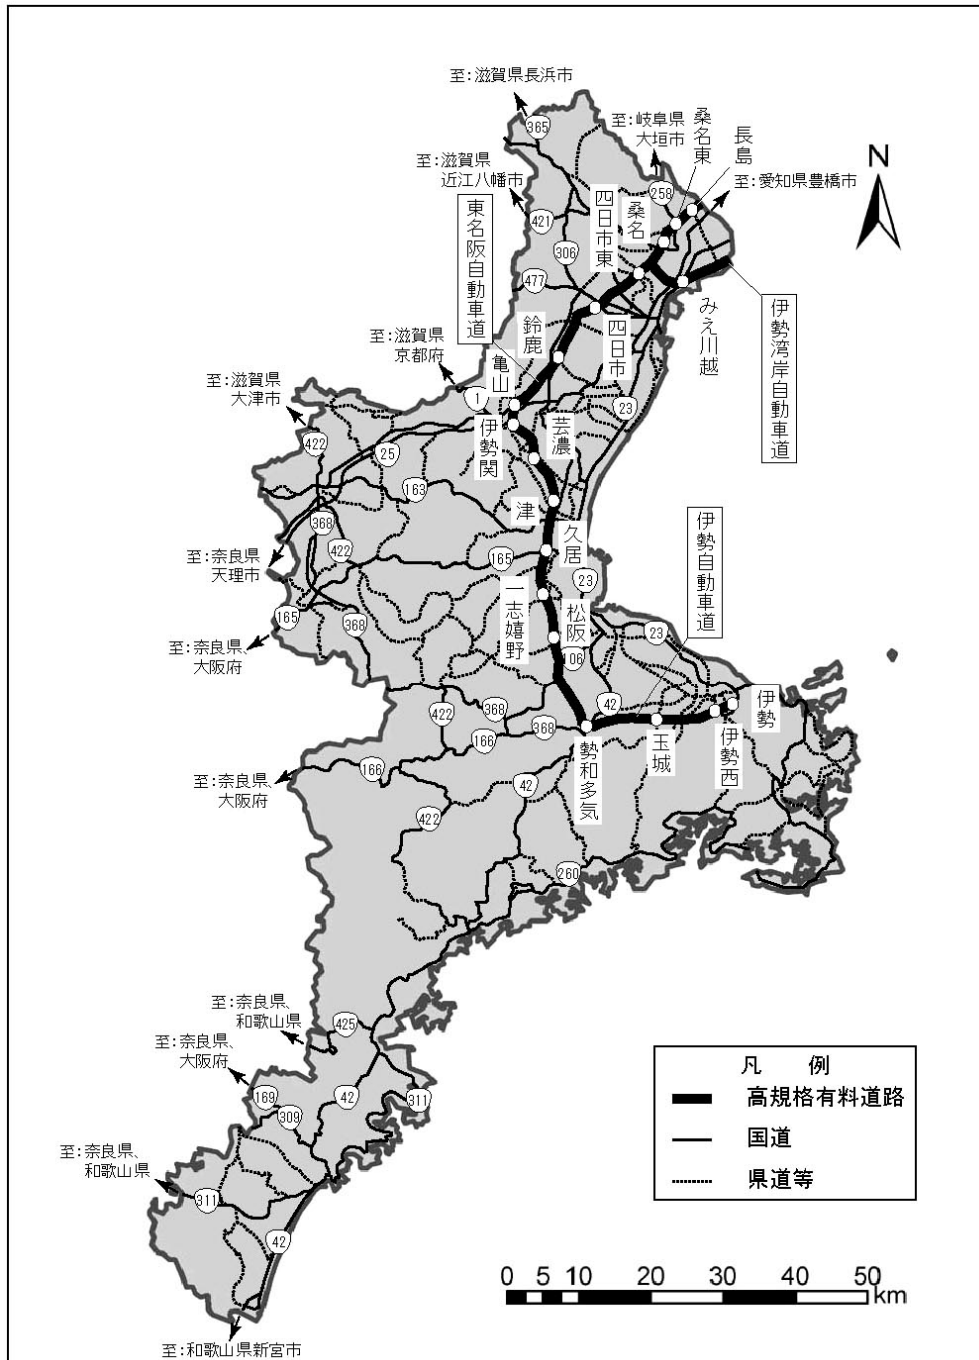 至:滋賀県長浜市
365
至:岐阜県
大垣市
桑名東
長島
至:愛知県豊橋市
N
至:滋賀県
近江八幡市
258
東名阪自動車道
四日市東
桑名
421
306
477
みえ川越
伊勢湾岸自動車道
鈴鹿
四日市
至:滋賀県
京都府
亀山
至:滋賀県
大津市
1
23
伊勢関
芸濃
422
25
163
津
伊勢自動車道
368
久居
422
165
至:奈良県
天理市
23
一志嬉野
松阪
165
368
23
至:奈良県、
大阪府
106
42
伊勢
422
368
368
166
勢和多気
玉城
伊勢西
至:奈良県、
大阪府
166
42
422
260
至:奈良県、
和歌山県
425
至:奈良県、
大阪府
169
42
311
309
至:奈良県、
和歌山県
311
42
至:和歌山県新宮市
凡 例
高規格有料道路
国道
県道等
0 5 10 20 30 40 50
km